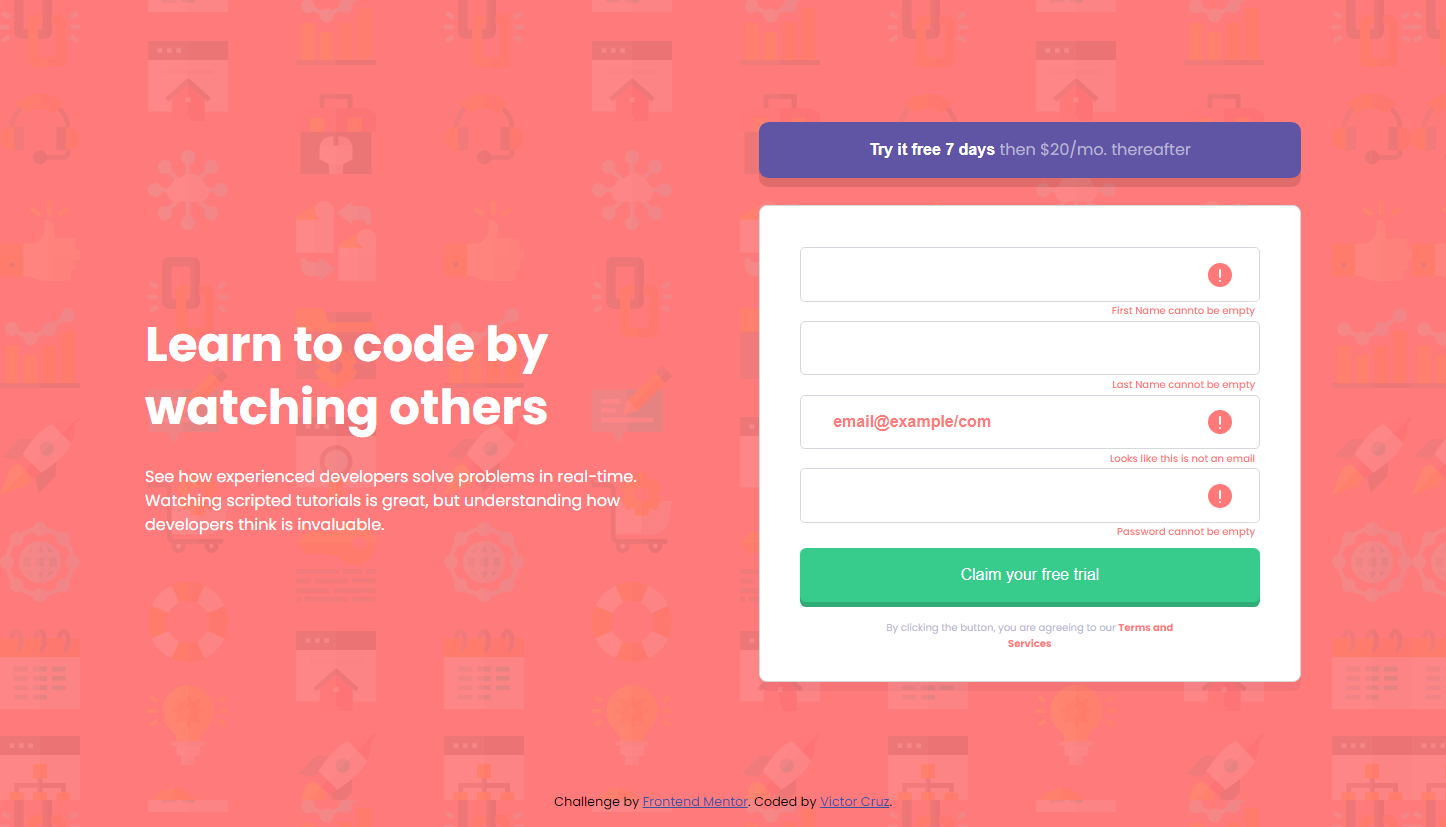 Learn to code by
watching others
See how experienced developers solve problems in real-time.
Watching scripted tutorials is great, but understanding how
developers think is invaluable.
Try it free 7 days then $20/mo. thereafter
First Name cannto be empty
Last Name cannot be empty
email@example/com
Looks like this is not an email
Password cannot be empty
Claim your free trial
By clicking the button, you are agreeing to our Terms and
Services
Challenge by Frontend Mentor. Coded by Victor Cruz.